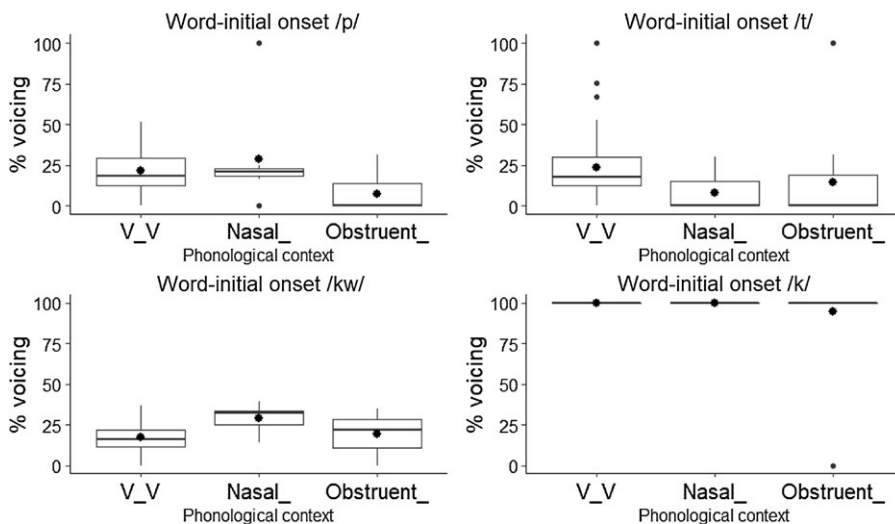 Word-initial onset /p/
% voicing
100
75
50
25
0
V_V Nasal_ Obstruent_
Phonological context
Word-initial onset /t/
% voicing
100
75
50
25
0
V_V Nasal_ Obstruent_
Phonological context
Word-initial onset /kw/
% voicing
100
75
50
25
0
V_V Nasal_ Obstruent_
Phonological context
Word-initial onset /k/
% voicing
100
75
50
25
0
V_V Nasal_ Obstruent_
Phonological context